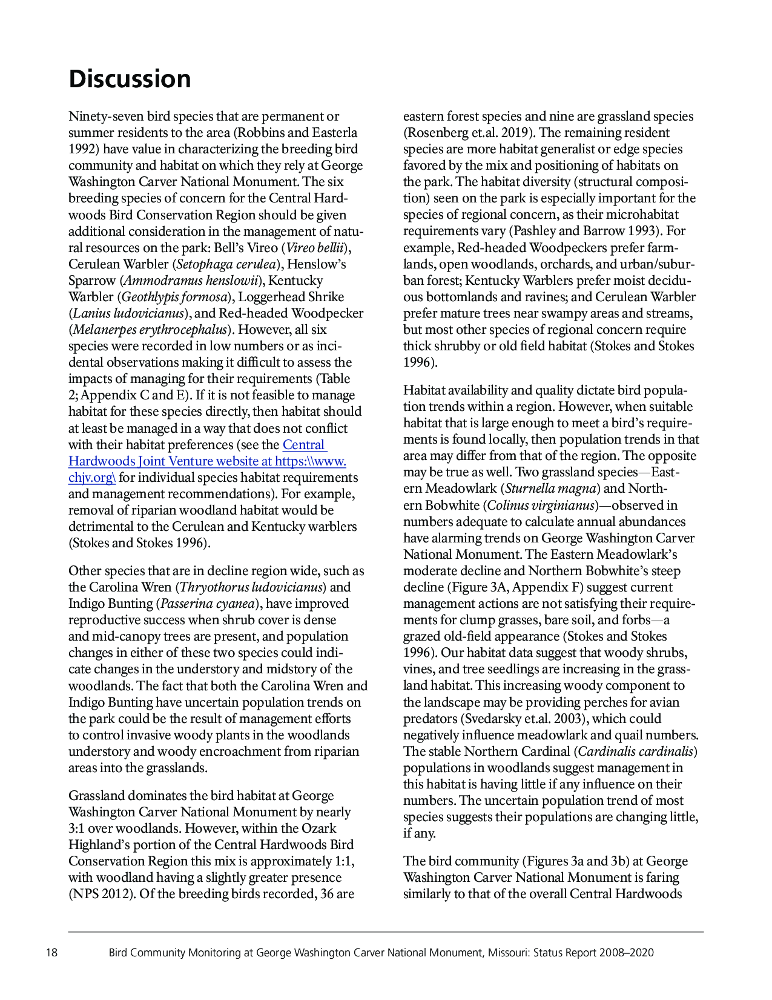 Discussion
Ninety-seven bird species that are permanent or
summer residents to the area (Robbins and Easterla
1992) have value in characterizing the breeding bird
community and habitat on which they rely at George
Washington Carver National Monument. The six
breeding species of concern for the Central Hard-
woods Bird Conservation Region should be given
additional consideration in the management of natu-
ral resources on the park: Bell’s Vireo (Vireo bellii),
Cerulean Warbler (Setophaga cerulea), Henslow’s
Sparrow (Ammodramus henslowii), Kentucky
Warbler (Geothlypis formosa), Loggerhead Shrike
(Lanius ludovicianus), and Red-headed Woodpecker
(Melanerpes erythrocephalus). However, all six
species were recorded in low numbers or as inci-
dental observations making it difficult to assess the
impacts of managing for their requirements (Table
2; Appendix C and E). If it is not feasible to manage
habitat for these species directly, then habitat should
at least be managed in a way that does not conflict
with their habitat preferences (see the Central
Hardwoods Joint Venture website at https:\\www.
chjv.org\ for individual species habitat requirements
and management recommendations). For example,
removal of riparian woodland habitat would be
detrimental to the Cerulean and Kentucky warblers
(Stokes and Stokes 1996).
Other species that are in decline region wide, such as
the Carolina Wren (Thryothorus ludovicianus) and
Indigo Bunting (Passerina cyanea), have improved
reproductive success when shrub cover is dense
and mid-canopy trees are present, and population
changes in either of these two species could indi-
cate changes in the understory and midstory of the
woodlands. The fact that both the Carolina Wren and
Indigo Bunting have uncertain population trends on
the park could be the result of management efforts
to control invasive woody plants in the woodlands
understory and woody encroachment from riparian
areas into the grasslands.
Grassland dominates the bird habitat at George
Washington Carver National Monument by nearly
3:1 over woodlands. However, within the Ozark
Highland’s portion of the Central Hardwoods Bird
Conservation Region this mix is approximately 1:1,
with woodland having a slightly greater presence
(NPS 2012). Of the breeding birds recorded, 36 are
eastern forest species and nine are grassland species
(Rosenberg et.al. 2019). The remaining resident
species are more habitat generalist or edge species
favored by the mix and positioning of habitats on
the park. The habitat diversity (structural composi-
tion) seen on the park is especially important for the
species of regional concern, as their microhabitat
requirements vary (Pashley and Barrow 1993). For
example, Red-headed Woodpeckers prefer farm-
lands, open woodlands, orchards, and urban/subur-
ban forest; Kentucky Warblers prefer moist decidu-
ous bottomlands and ravines; and Cerulean Warbler
prefer mature trees near swampy areas and streams,
but most other species of regional concern require
thick shrubby or old field habitat (Stokes and Stokes
1996).
Habitat availability and quality dictate bird popula-
tion trends within a region. However, when suitable
habitat that is large enough to meet a bird’s require-
ments is found locally, then population trends in that
area may differ from that of the region. The opposite
may be true as well. Two grassland species—East-
ern Meadowlark (Sturnella magna) and North-
ern Bobwhite (Colinus virginianus)—observed in
numbers adequate to calculate annual abundances
have alarming trends on George Washington Carver
National Monument. The Eastern Meadowlark’s
moderate decline and Northern Bobwhite’s steep
decline (Figure 3A, Appendix F) suggest current
management actions are not satisfying their require-
ments for clump grasses, bare soil, and forbs—a
grazed old-field appearance (Stokes and Stokes
1996). Our habitat data suggest that woody shrubs,
vines, and tree seedlings are increasing in the grass-
land habitat. This increasing woody component to
the landscape may be providing perches for avian
predators (Svedarsky et.al. 2003), which could
negatively influence meadowlark and quail numbers.
The stable Northern Cardinal (Cardinalis cardinalis)
populations in woodlands suggest management in
this habitat is having little if any influence on their
numbers. The uncertain population trend of most
species suggests their populations are changing little,
if any.
The bird community (Figures 3a and 3b) at George
Washington Carver National Monument is faring
similarly to that of the overall Central Hardwoods
18 Bird Community Monitoring at George Washington Carver National Monument, Missouri: Status Report 2008–2020